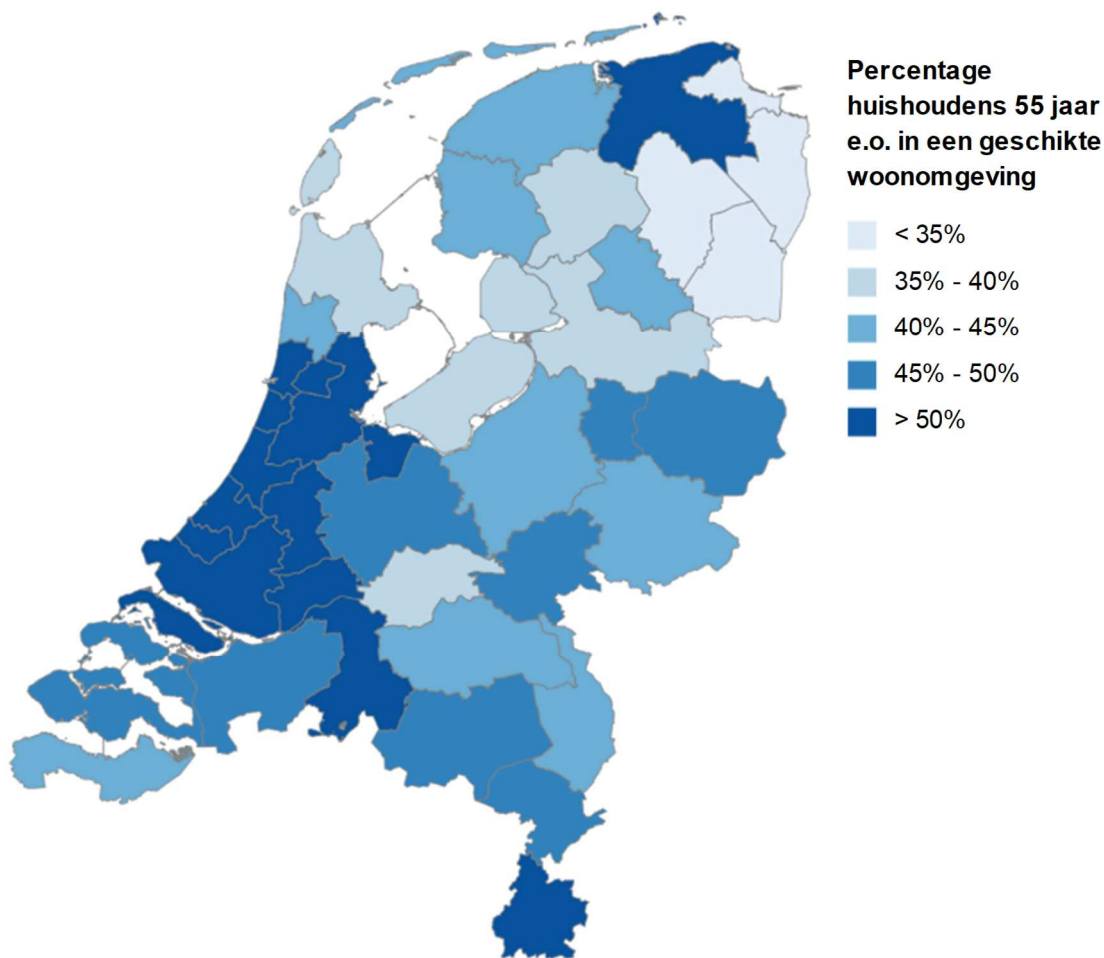 Percentage
huishoudens 55 jaar
e.o. in een geschikte
woonomgeving
< 35%
35% - 40%
40% - 45%
45% - 50%
> 50%